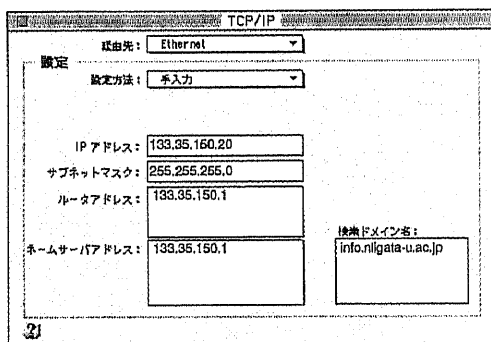 TCP/IP
経由先： Ethernet
設定
設定方法： 手入力
IP アドレス： 133.35.150.20
サブネットマスク： 255.255.255.0
ルータアドレス： 133.35.150.1
ネームサーバアドレス： 133.35.150.1
検索ドメイン名：
info.niigata-u.ac.jp